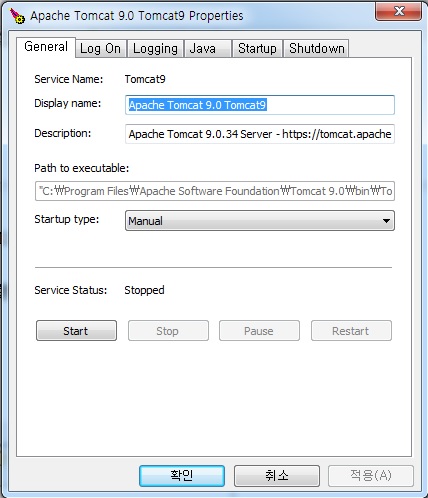 Apache Tomcat 9.0 Tomcat9 Properties
General Log On Logging Java Startup Shutdown
Service Name: Tomcat9
Display name: Apache Tomcat 9.0 Tomcat9
Description: Apache Tomcat 9.0.34 Server - https://tomcat.apache
Path to executable:
"C:₩Program Files₩Apache Software Foundation₩Tomcat 9.0₩bin₩To
Startup type: Manual
Service Status: Stopped
Start Stop Pause Restart
확인 취소 적용(A)